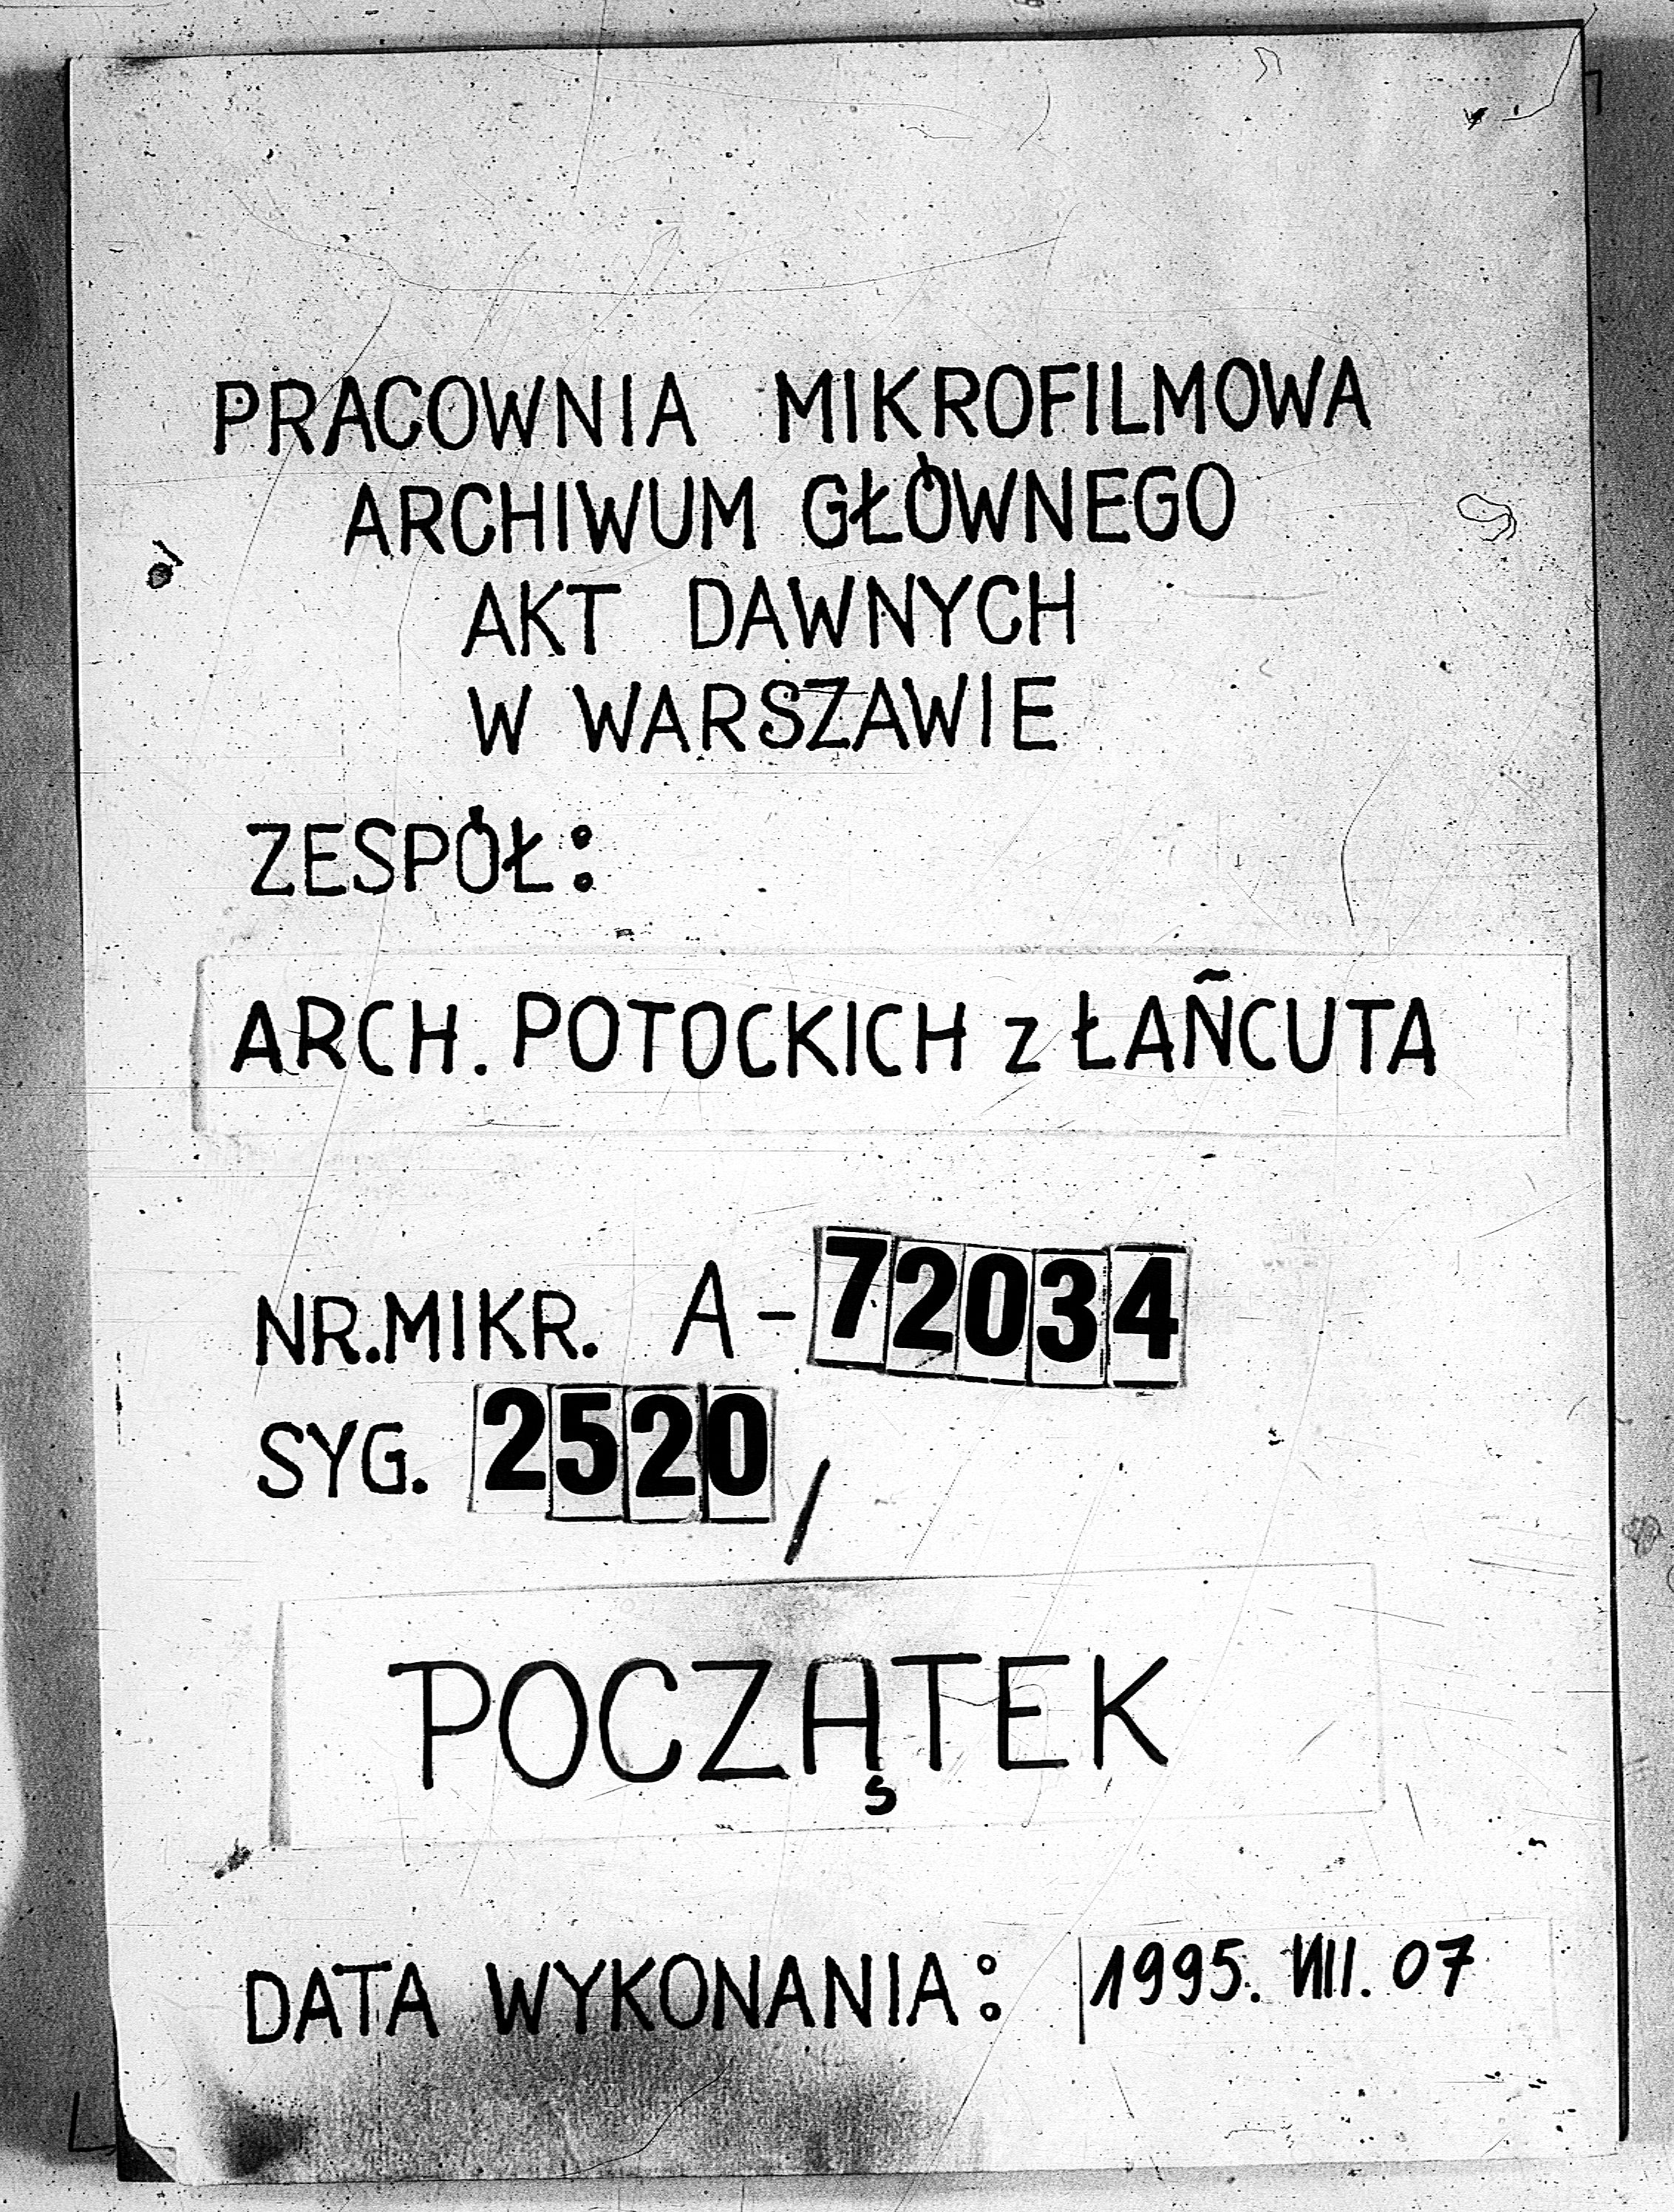 PRACOWNIA MIKROFILMOWA
ARCHIWUM GŁÓWNEGO
AKT DAWNYCH
W WARSZAWIE
ZESPÓŁ:
ARCH. POTOCKICH z ŁAŃCUTA
NR.MIKR. A-72034
SYG. 2520/
POCZĄTEK
DATA WYKONANIA: 1995. VIII. 07